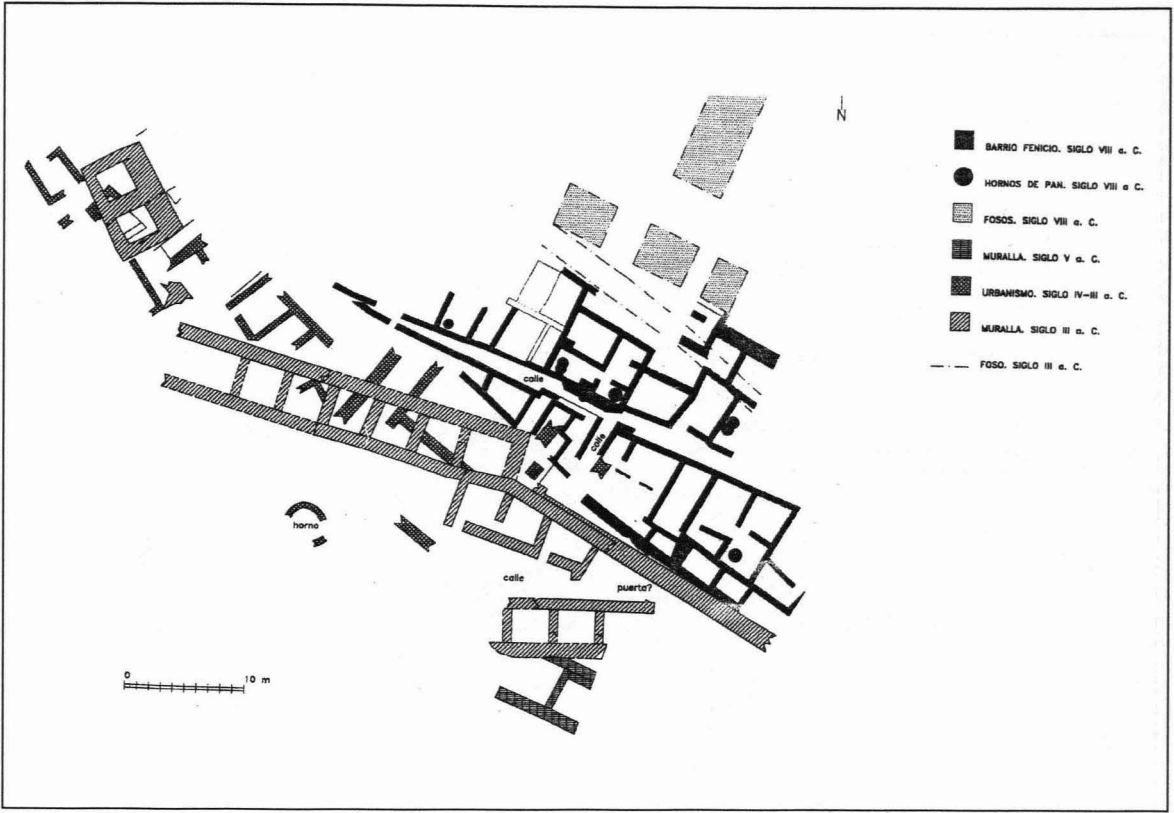 N
BARRIO FENICIO. SIGLO VIII a. C.
HORNOS DE PAN. SIGLO VIII a C.
FOSOS. SIGLO VIII a. C.
MURALLA. SIGLO V a. C.
URBANISMO. SIGLO IV-III a. C.
MURALLA. SIGLO III a. C.
FOSO. SIGLO III a. C.
calle
calle
horno
calle
puerta?
0 10 m